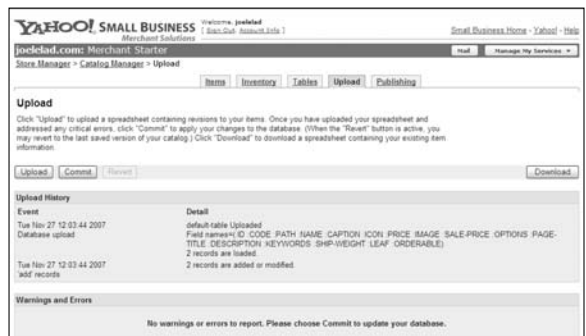 YAHOO! SMALL BUSINESS
Merchant Solutions
Welcome, joelelad
[ Sign Out, Account Info ]
Small Business Home - Yahoo! - Help
joelelad.com: Merchant Starter
Mail
Manage My Services
Store Manager > Catalog Manager > Upload
Items Inventory Tables Upload Publishing
Upload
Click "Upload" to upload a spreadsheet containing revisions to your items. Once you have uploaded your spreadsheet and
addressed any critical errors, click "Commit" to apply your changes to the database. (When the "Revert" button is active, you
may revert to the last saved version of your catalog.) Click "Download" to download a spreadsheet containing your existing item
information.
Upload Commit Revert Download
Upload History
Event Detail
Tue Nov 27 12:03:44 2007 default-table Uploaded
Database upload Field names=( ID :CODE :PATH :NAME :CAPTION :ICON :PRICE :IMAGE :SALE-PRICE :OPTIONS :PAGE-
TITLE :DESCRIPTION :KEYWORDS :SHIP-WEIGHT :LEAF :ORDERABLE)
2 records are loaded.
Tue Nov 27 12:03:44 2007 2 records are added or modified.
'add' records
Warnings and Errors
No warnings or errors to report. Please choose Commit to update your database.